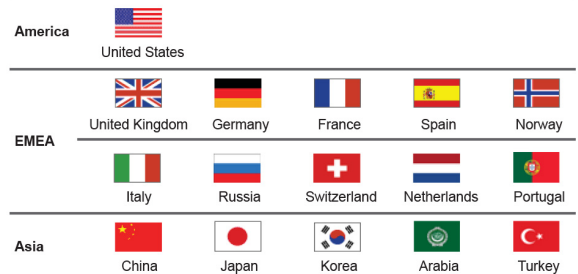 America
United States
United Kingdom Germany France Spain Norway
EMEA
Italy Russia Switzerland Netherlands Portugal
Asia
China Japan Korea Arabia Turkey